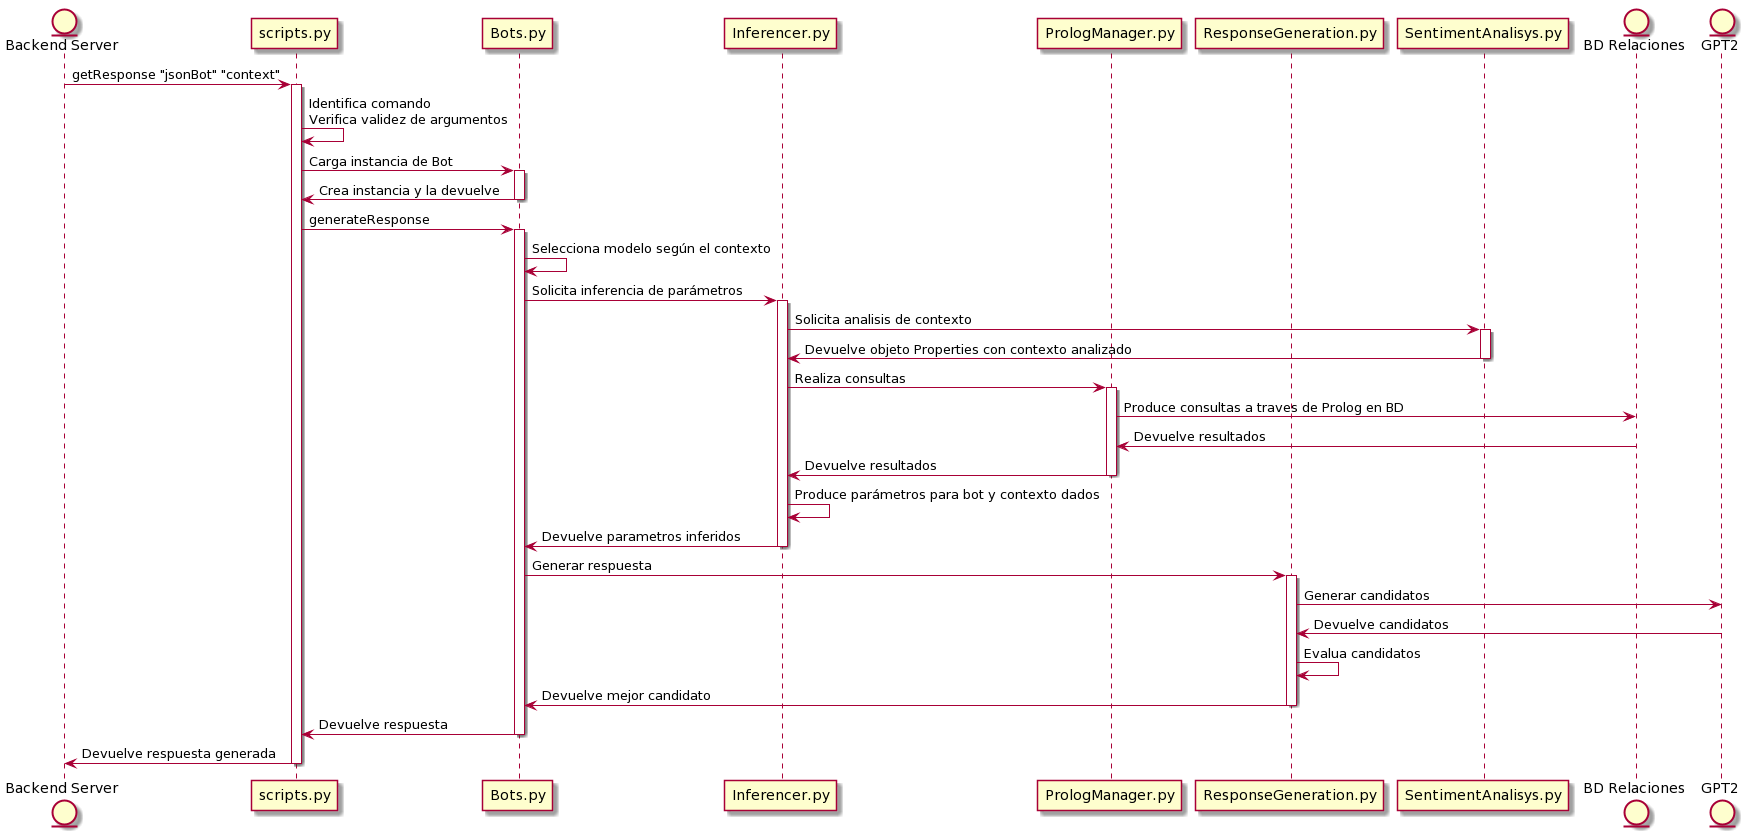 Backend Server
scripts.py
Bots.py
Inferencer.py
PrologManager.py
ResponseGeneration.py
SentimentAnalisys.py
BD Relaciones
GPT2
getResponse "jsonBot" "context"
Identifica comando
Verifica validez de argumentos
Carga instancia de Bot
Crea instancia y la devuelve
generateResponse
Selecciona modelo según el contexto
Solicita inferencia de parámetros
Solicita analisis de contexto
Devuelve objeto Properties con contexto analizado
Realiza consultas
Produce consultas a traves de Prolog en BD
Devuelve resultados
Devuelve resultados
Produce parámetros para bot y contexto dados
Devuelve parametros inferidos
Generar respuesta
Generar candidatos
Devuelve candidatos
Evalua candidatos
Devuelve mejor candidato
Devuelve respuesta
Devuelve respuesta generada
Backend Server
scripts.py
Bots.py
Inferencer.py
PrologManager.py
ResponseGeneration.py
SentimentAnalisys.py
BD Relaciones
GPT2